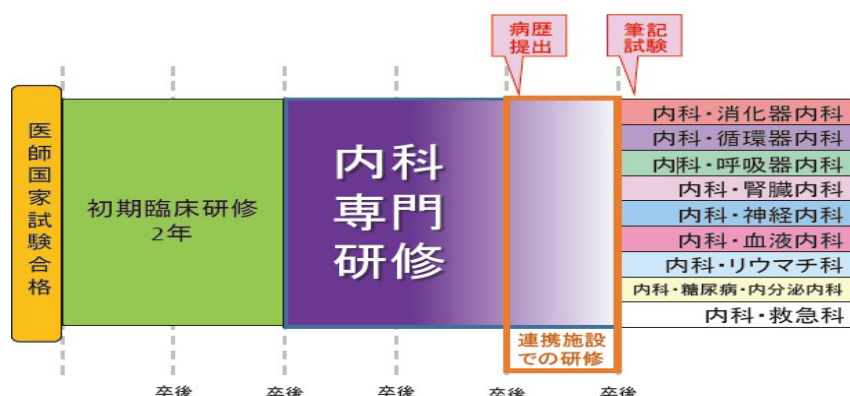 病歴
提出
筆記
試験
医師国家試験合格
初期臨床研修
2年
内科
専門
研修
連携施設
での研修
内科・消化器内科
内科・循環器内科
内科・呼吸器内科
内科・腎臓内科
内科・神経内科
内科・血液内科
内科・リウマチ科
内科・糖尿病・内分泌内科
内科・救急科
卒後
卒後
卒後
卒後
卒後